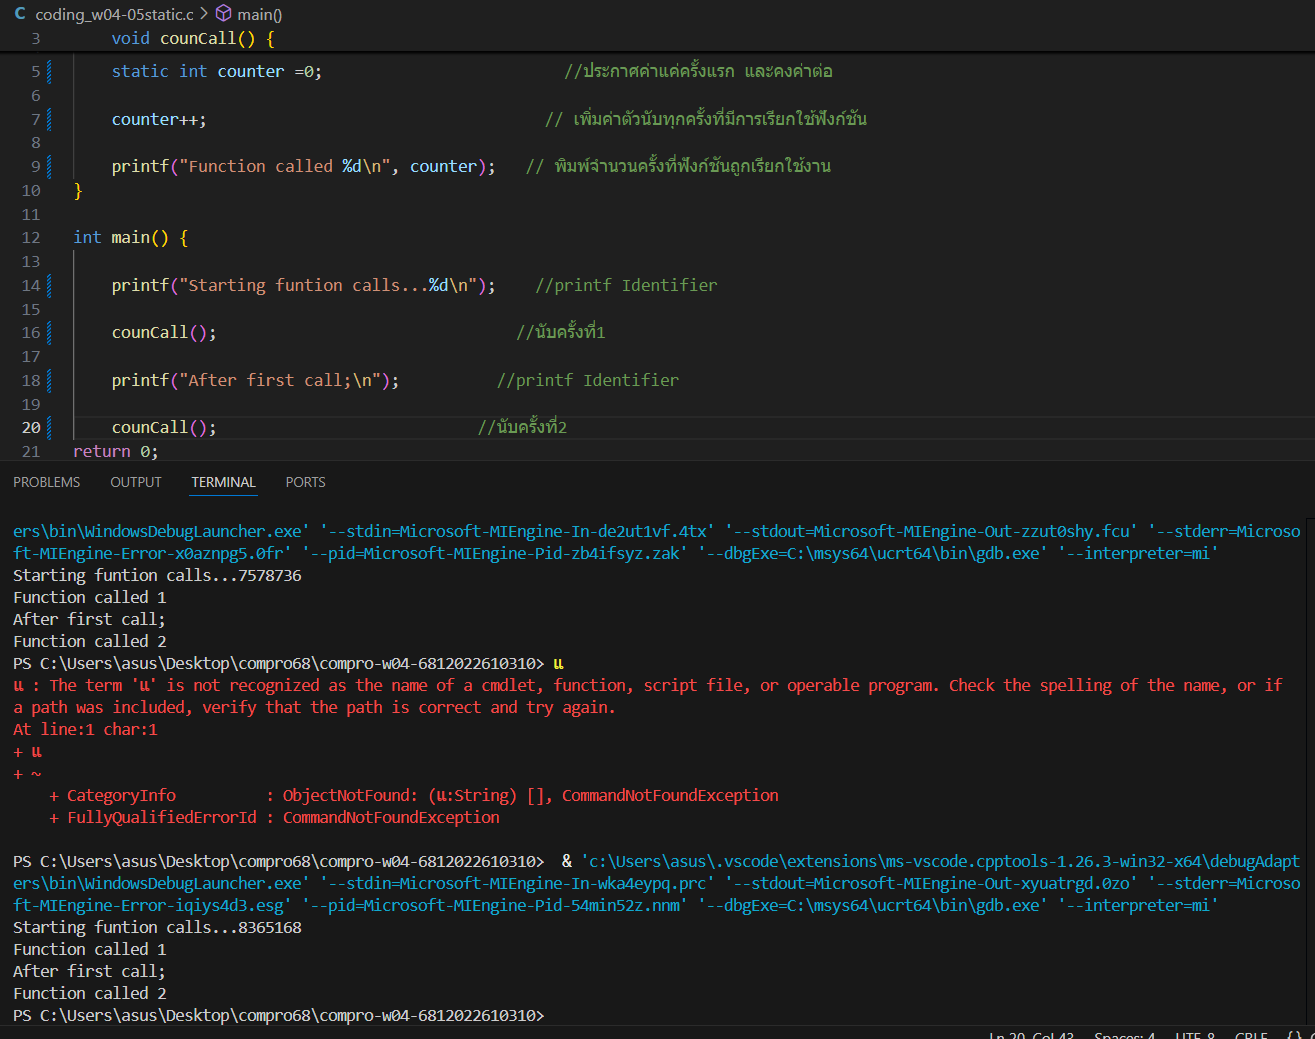 C coding_w04-05static.c > main()
3 void counCall() {
5 static int counter =0; //ประกาศค่าแค่ครั้งแรก และคงค่าต่อ
6
7 counter++; // เพิ่มค่าตัวนับทุกครั้งที่มีการเรียกใช้ฟังก์ชัน
8
9 printf("Function called %d\n", counter); // พิมพ์จำนวนครั้งที่ฟังก์ชันถูกเรียกใช้งาน
10 }
11
12 int main() {
13
14 printf("Starting funtion calls...%d\n"); //printf Identifier
15
16 counCall(); //นับครั้งที่1
17
18 printf("After first call;\n"); //printf Identifier
19
20 counCall(); //นับครั้งที่2
21 return 0;
PROBLEMS OUTPUT TERMINAL PORTS
ers\bin\WindowsDebugLauncher.exe' '--stdin=Microsoft-MIEngine-In-de2ut1vf.4tx' '--stdout=Microsoft-MIEngine-Out-zzut0shy.fcu' '--stderr=Microso
ft-MIEngine-Error-x0aznpg5.0fr' '--pid=Microsoft-MIEngine-Pid-zb4ifsyz.zak' '--dbgExe=C:\msys64\ucrt64\bin\gdb.exe' '--interpreter=mi'
Starting funtion calls...7578736
Function called 1
After first call;
Function called 2
PS C:\Users\asus\Desktop\compro68\compro-w04-6812022610310> แ
แ : The term 'แ' is not recognized as the name of a cmdlet, function, script file, or operable program. Check the spelling of the name, or if
a path was included, verify that the path is correct and try again.
At line:1 char:1
+ แ
+ ~
+ CategoryInfo : ObjectNotFound: (แ:String) [], CommandNotFoundException
+ FullyQualifiedErrorId : CommandNotFoundException
PS C:\Users\asus\Desktop\compro68\compro-w04-6812022610310> & 'c:\Users\asus\.vscode\extensions\ms-vscode.cpptools-1.26.3-win32-x64\debugAdapt
ers\bin\WindowsDebugLauncher.exe' '--stdin=Microsoft-MIEngine-In-wka4eypq.prc' '--stdout=Microsoft-MIEngine-Out-xyuatrgd.0zo' '--stderr=Microso
ft-MIEngine-Error-iqiys4d3.esg' '--pid=Microsoft-MIEngine-Pid-54min52z.nnm' '--dbgExe=C:\msys64\ucrt64\bin\gdb.exe' '--interpreter=mi'
Starting funtion calls...8365168
Function called 1
After first call;
Function called 2
PS C:\Users\asus\Desktop\compro68\compro-w04-6812022610310>
Ln 20, Col 43 Spaces: 4 UTF-8 CRLF {}